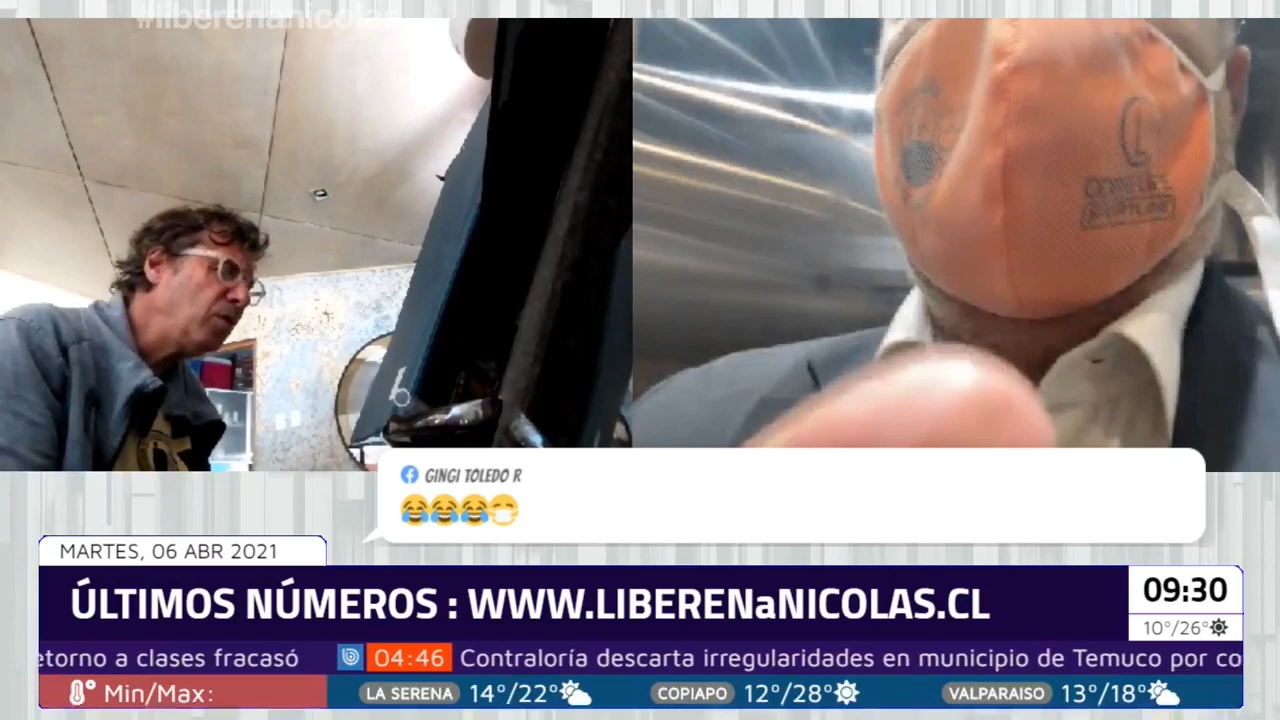 #liberenanicolas
GINGI TOLEDO R
MARTES, 06 ABR 2021
ÚLTIMOS NÚMEROS : WWW.LIBERENaNICOLAS.CL
09:30
10°/26°
etorno a clases fracasó
04:46 Contraloría descarta irregularidades en municipio de Temuco por co
Min/Max:
LA SERENA 14°/22°
COPIAPO 12°/28°
VALPARAISO 13°/18°